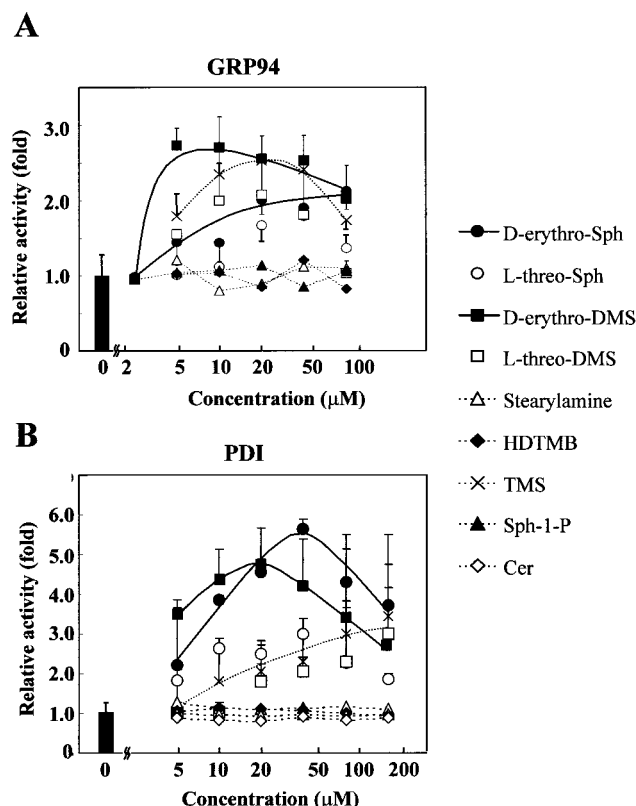 A
GRP94
Relative activity (fold)
3.0
2.0
1.0
0
0 2 5 10 20 50 100
Concentration (µM)
D-erythro-Sph
L-threo-Sph
D-erythro-DMS
L-threo-DMS
Stearylamine
HDTMB
TMS
Sph-1-P
Cer
B
PDI
Relative activity (fold)
6.0
5.0
4.0
3.0
2.0
1.0
0
0 5 10 20 50 100 200
Concentration (µM)